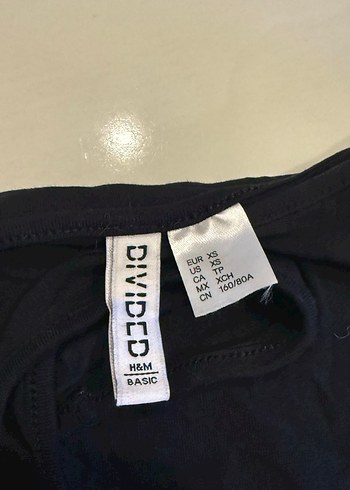 DIVIDED
H&M
BASIC
EUR XS
US XS
CA TP
MX XCH
CN 160/80A